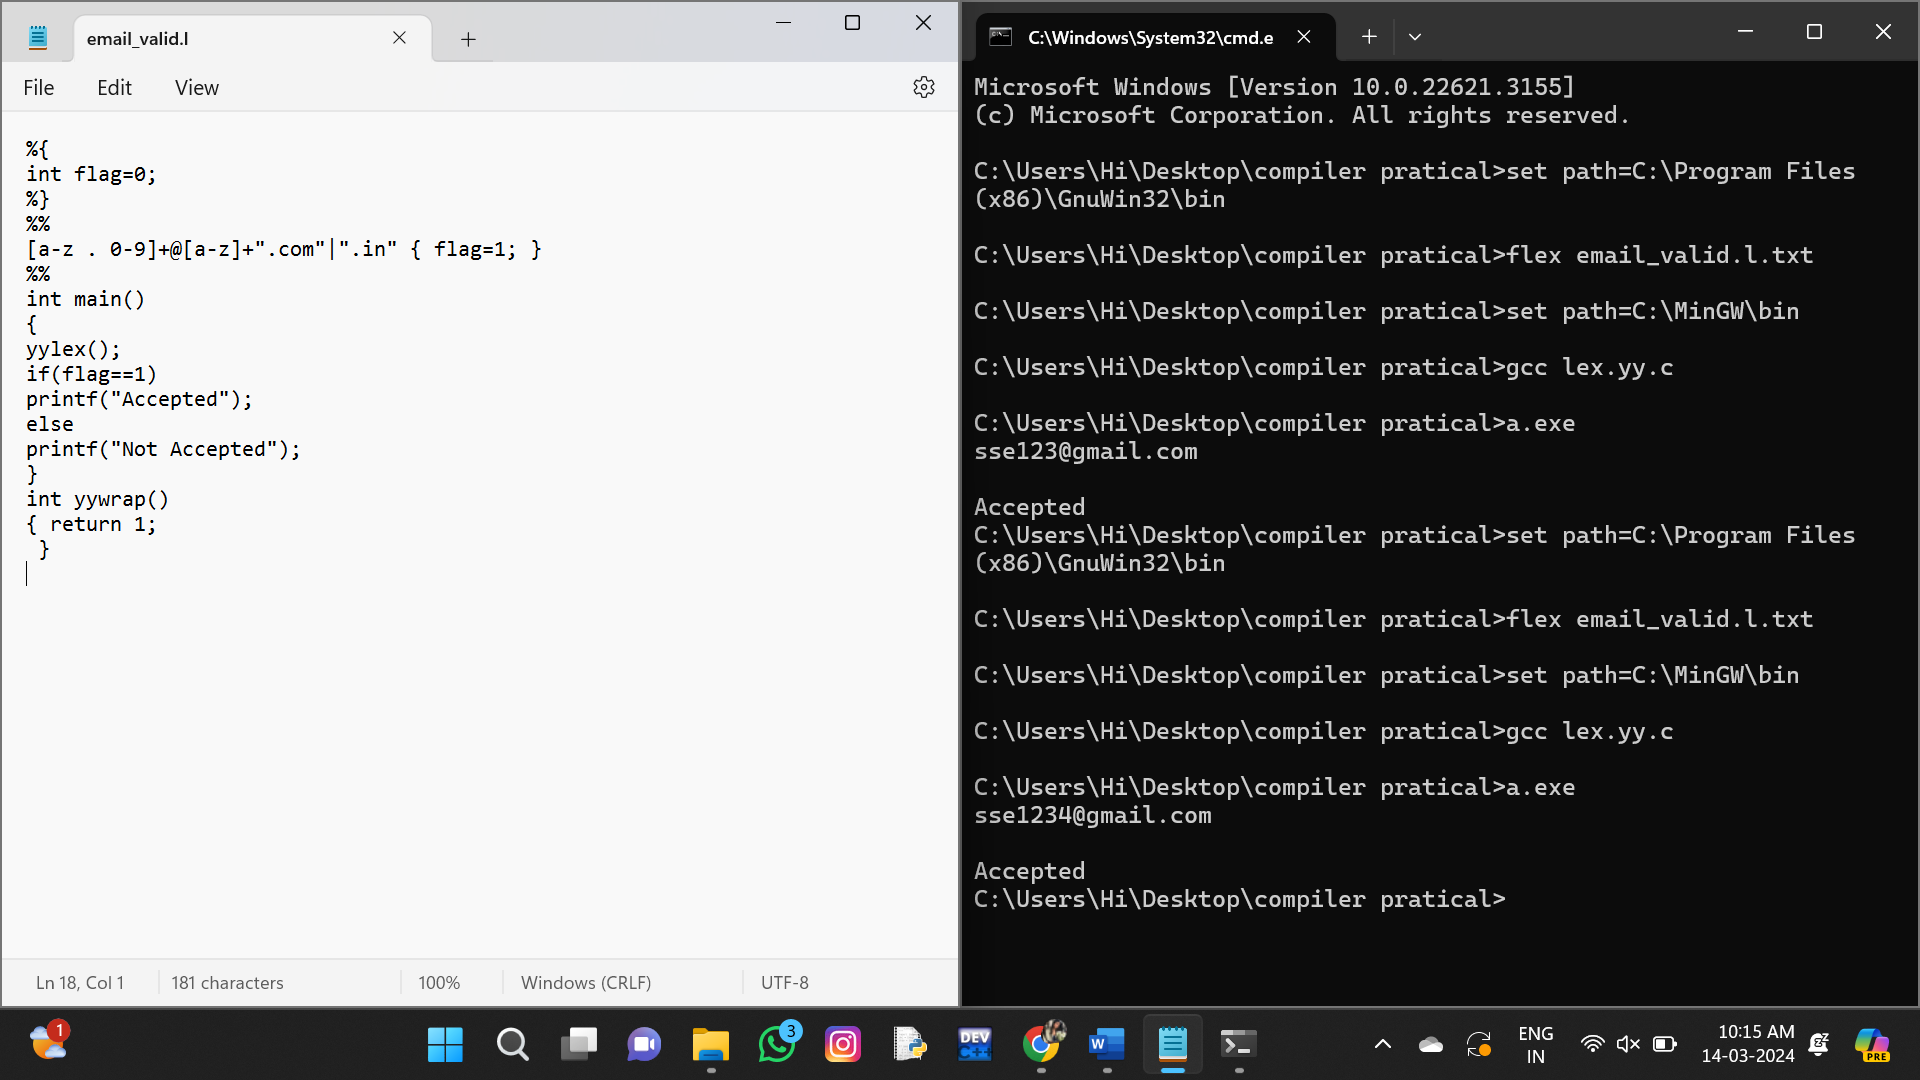 email_valid.l
File Edit View
%{
int flag=0;
%}
%%
[a-z . 0-9]+@[a-z]+".com"|".in" { flag=1; }
%%
int main()
{
yylex();
if(flag==1)
printf("Accepted");
else
printf("Not Accepted");
}
int yywrap()
{ return 1;
 }
Ln 18, Col 1 181 characters 100% Windows (CRLF) UTF-8
C:\Windows\System32\cmd.e
Microsoft Windows [Version 10.0.22621.3155]
(c) Microsoft Corporation. All rights reserved.
C:\Users\Hi\Desktop\compiler pratical>set path=C:\Program Files
(x86)\GnuWin32\bin
C:\Users\Hi\Desktop\compiler pratical>flex email_valid.l.txt
C:\Users\Hi\Desktop\compiler pratical>set path=C:\MinGW\bin
C:\Users\Hi\Desktop\compiler pratical>gcc lex.yy.c
C:\Users\Hi\Desktop\compiler pratical>a.exe
sse123@gmail.com
Accepted
C:\Users\Hi\Desktop\compiler pratical>set path=C:\Program Files
(x86)\GnuWin32\bin
C:\Users\Hi\Desktop\compiler pratical>flex email_valid.l.txt
C:\Users\Hi\Desktop\compiler pratical>set path=C:\MinGW\bin
C:\Users\Hi\Desktop\compiler pratical>gcc lex.yy.c
C:\Users\Hi\Desktop\compiler pratical>a.exe
sse1234@gmail.com
Accepted
C:\Users\Hi\Desktop\compiler pratical>
1
3
DEV
C++
W
ENG
IN
10:15 AM
14-03-2024
PRE